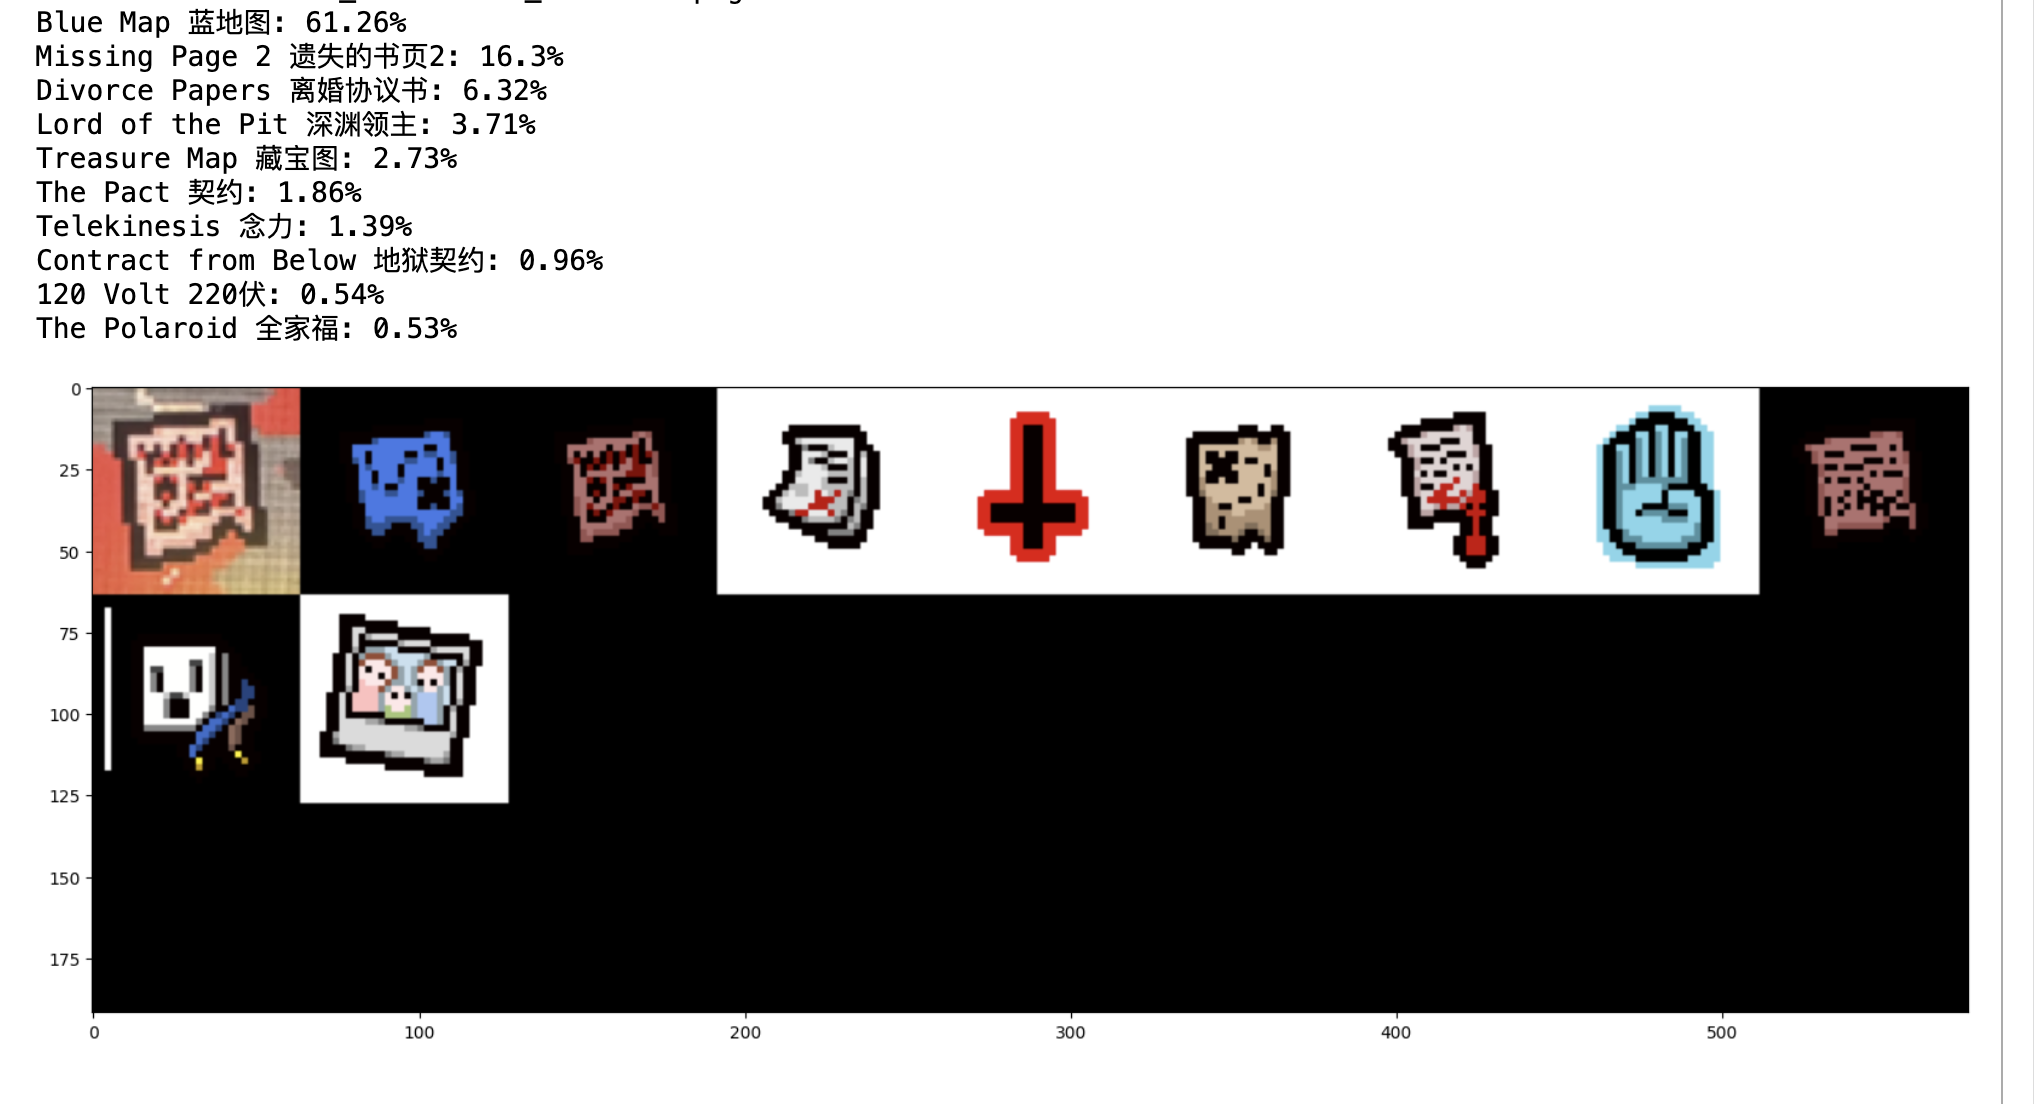 Blue Map 蓝地图: 61.26%
Missing Page 2 遗失的书页2: 16.3%
Divorce Papers 离婚协议书: 6.32%
Lord of the Pit 深渊领主: 3.71%
Treasure Map 藏宝图: 2.73%
The Pact 契约: 1.86%
Telekinesis 念力: 1.39%
Contract from Below 地狱契约: 0.96%
120 Volt 220伏: 0.54%
The Polaroid 全家福: 0.53%
0
25
50
75
100
125
150
175
0 100 200 300 400 500